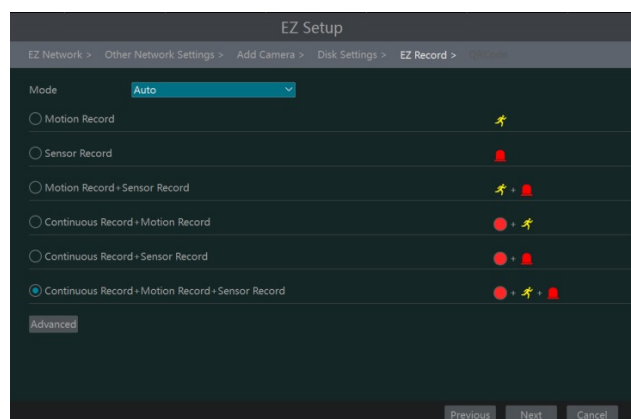 EZ Setup
EZ Network > Other Network Settings > Add Camera > Disk Settings > EZ Record > QRCode
Mode Auto
Motion Record
Sensor Record
Motion Record+Sensor Record
Continuous Record+Motion Record
Continuous Record+Sensor Record
Continuous Record+Motion Record+Sensor Record
Advanced
Previous Next Cancel